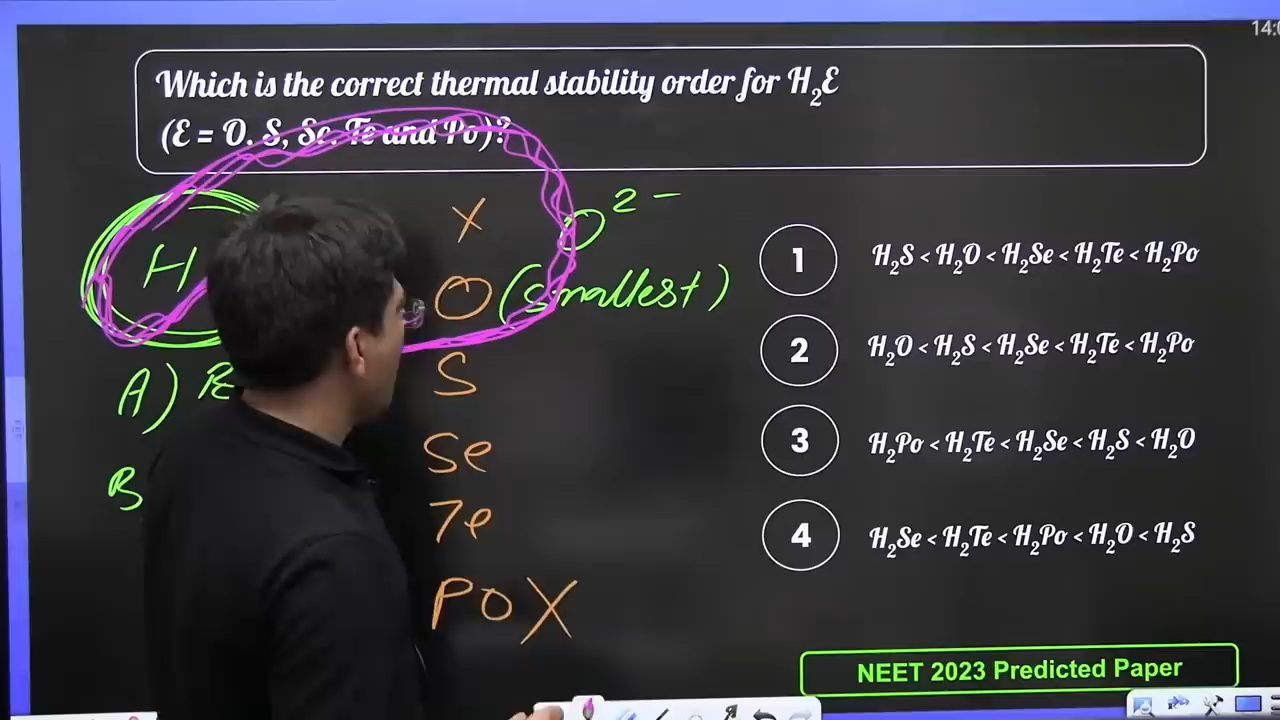 14:0
Which is the correct thermal stability order for H₂E
(E = O. S, Se. Te and Po)?
H
X
O²⁻
O (smallest)
A)
S
B
Se
Te
Po X
1 H₂S < H₂O < H₂Se < H₂Te < H₂Po
2 H₂O < H₂S < H₂Se < H₂Te < H₂Po
3 H₂Po < H₂Te < H₂Se < H₂S < H₂O
4 H₂Se < H₂Te < H₂Po < H₂O < H₂S
NEET 2023 Predicted Paper